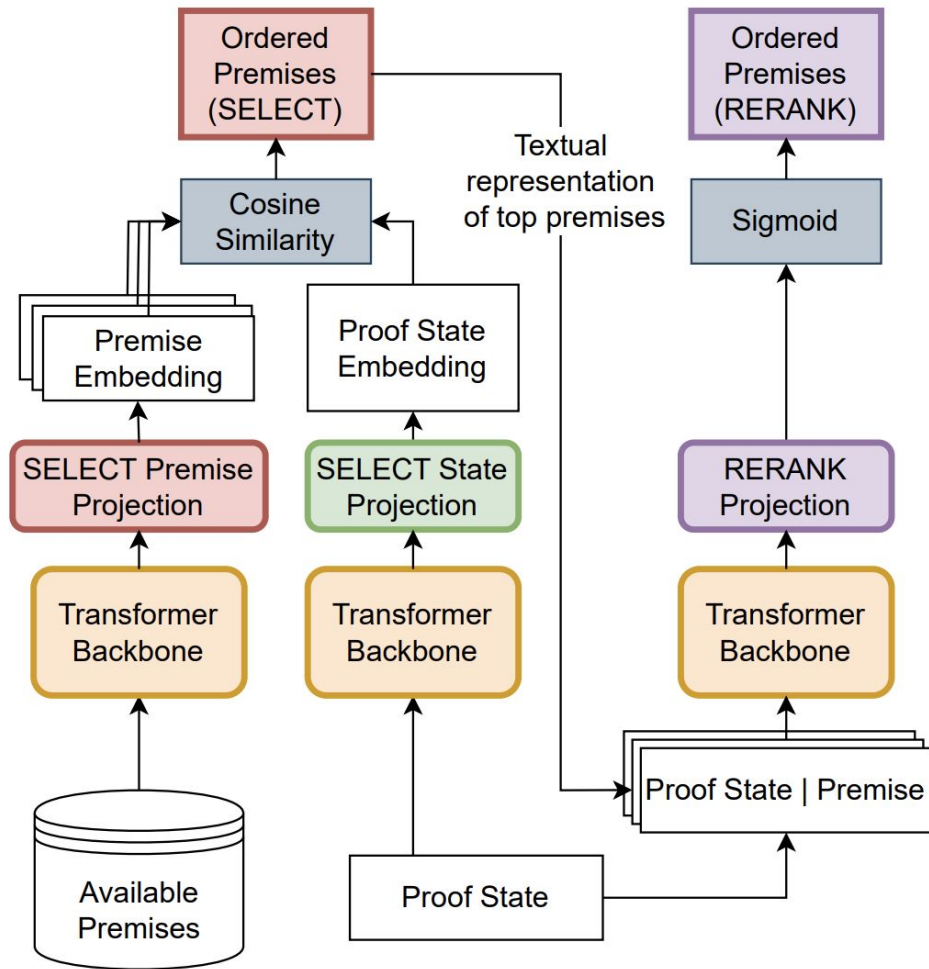 Ordered
Premises
(SELECT)
Ordered
Premises
(RERANK)
Textual
representation
of top premises
Cosine
Similarity
Sigmoid
Premise
Embedding
Proof State
Embedding
SELECT Premise
Projection
SELECT State
Projection
RERANK
Projection
Transformer
Backbone
Transformer
Backbone
Transformer
Backbone
Proof State | Premise
Available
Premises
Proof State